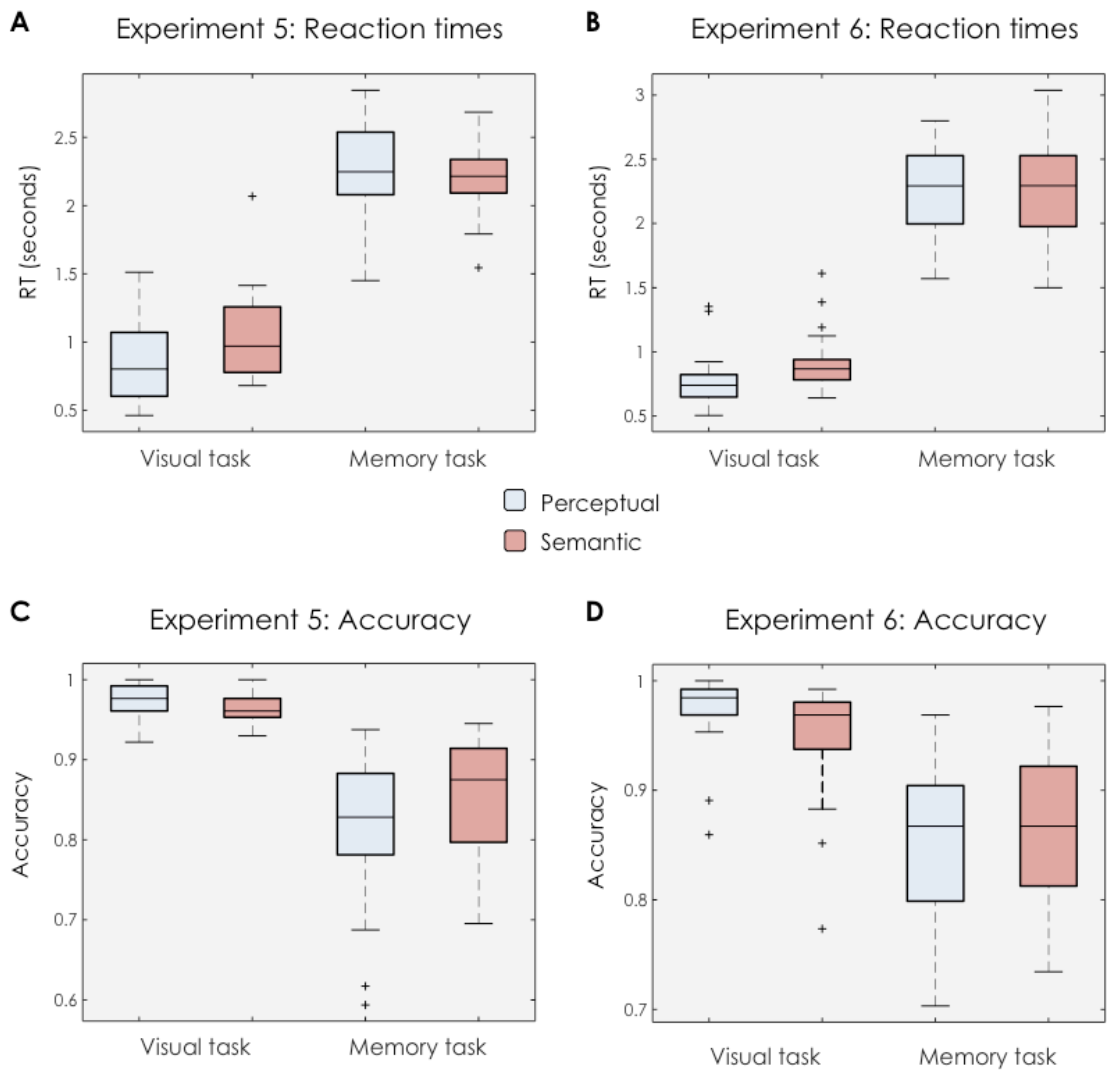 A
Experiment 5: Reaction times
RT (seconds)
2.5
2
1.5
1
0.5
Visual task
Memory task
B
Experiment 6: Reaction times
RT (seconds)
3
2.5
2
1.5
1
0.5
Visual task
Memory task
Perceptual
Semantic
C
Experiment 5: Accuracy
Accuracy
1
0.9
0.8
0.7
0.6
Visual task
Memory task
D
Experiment 6: Accuracy
Accuracy
1
0.9
0.8
0.7
Visual task
Memory task